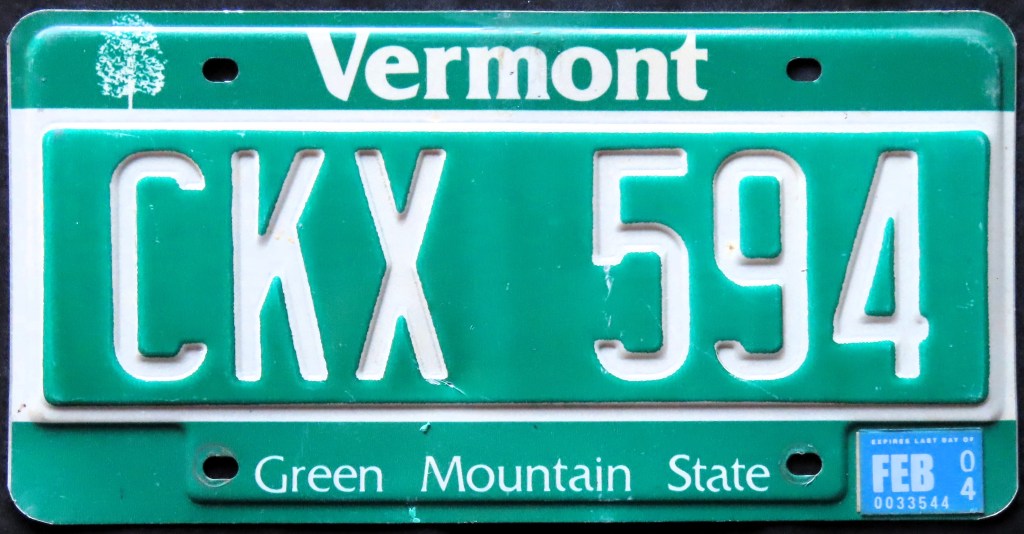 Vermont
CKX 594
Green Mountain State
EXPIRES LAST DAY OF
FEB 04
0033544